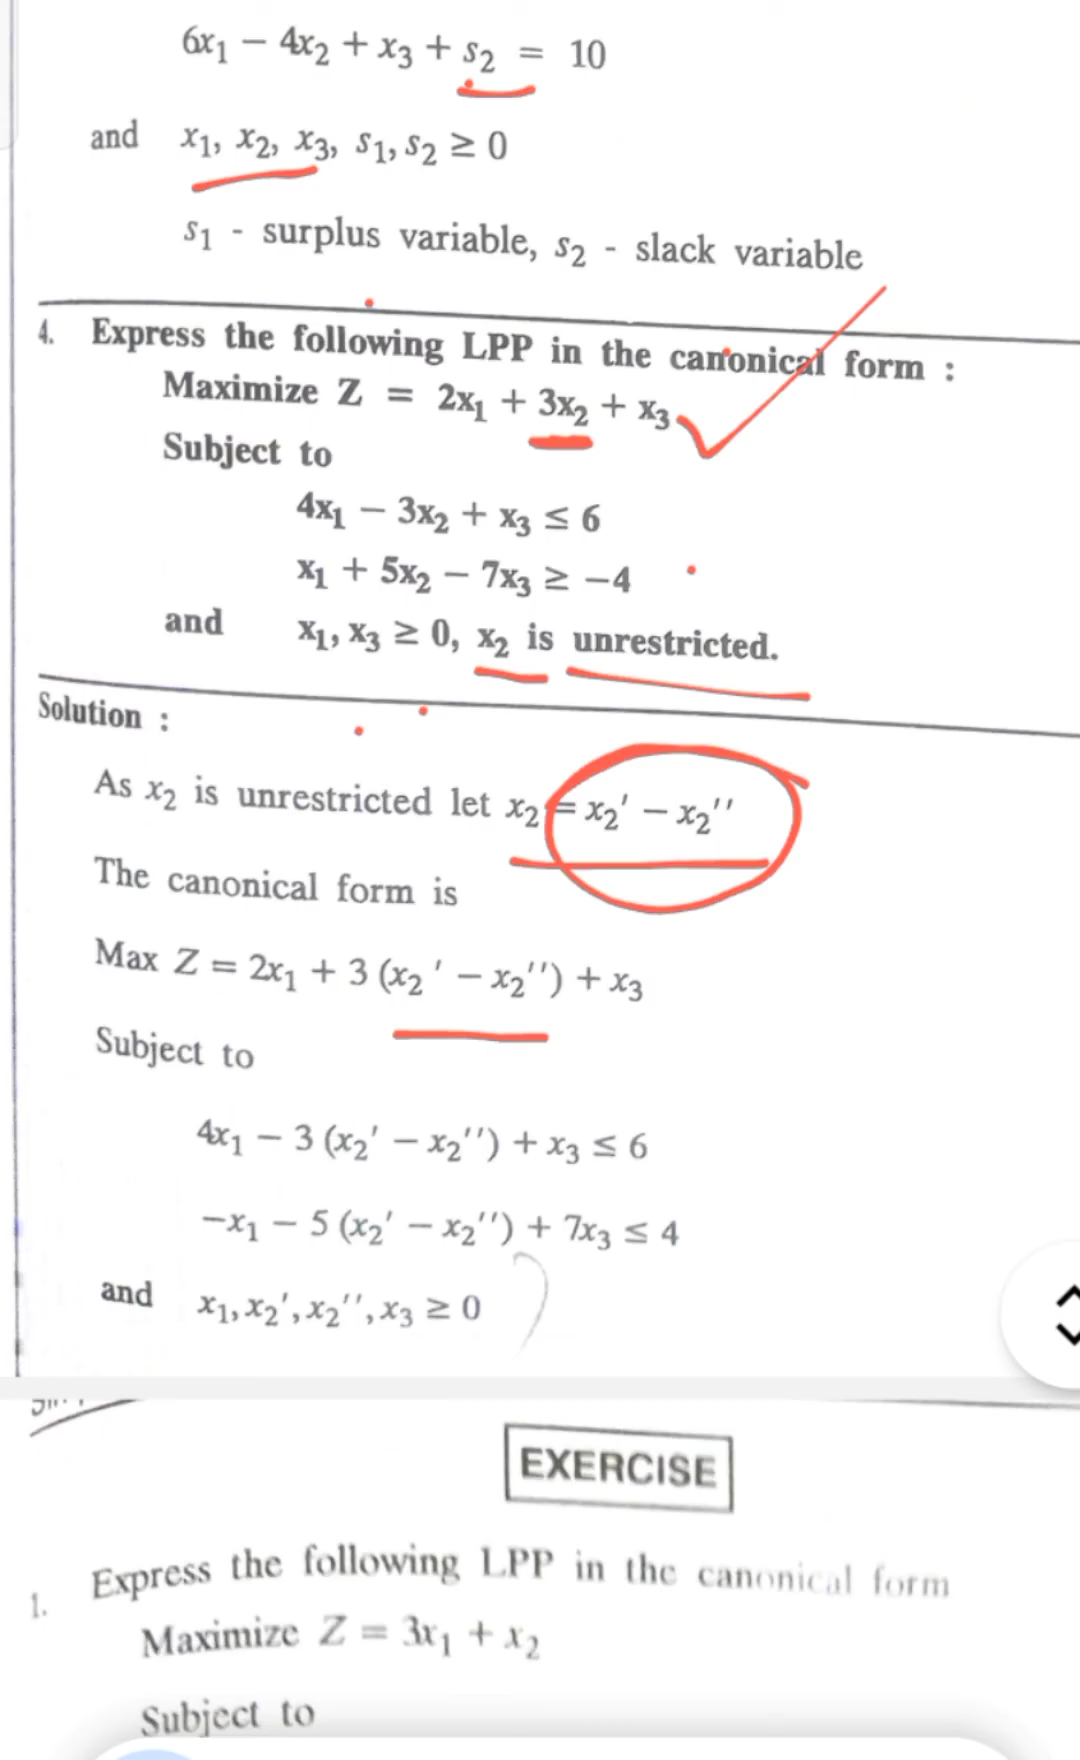 6x₁ − 4x₂ + x₃ + s₂ = 10
and x₁, x₂, x₃, s₁, s₂ ≥ 0
s₁ - surplus variable, s₂ - slack variable
4. Express the following LPP in the canonical form :
Maximize Z = 2x₁ + 3x₂ + x₃
Subject to
4x₁ − 3x₂ + x₃ ≤ 6
x₁ + 5x₂ − 7x₃ ≥ −4
and x₁, x₃ ≥ 0, x₂ is unrestricted.
Solution :
As x₂ is unrestricted let x₂ = x₂' − x₂''
The canonical form is
Max Z = 2x₁ + 3 (x₂' − x₂'') + x₃
Subject to
4x₁ − 3 (x₂' − x₂'') + x₃ ≤ 6
−x₁ − 5 (x₂' − x₂'') + 7x₃ ≤ 4
and x₁, x₂', x₂'', x₃ ≥ 0
EXERCISE
1. Express the following LPP in the canonical form
Maximize Z = 3x₁ + x₂
Subject to